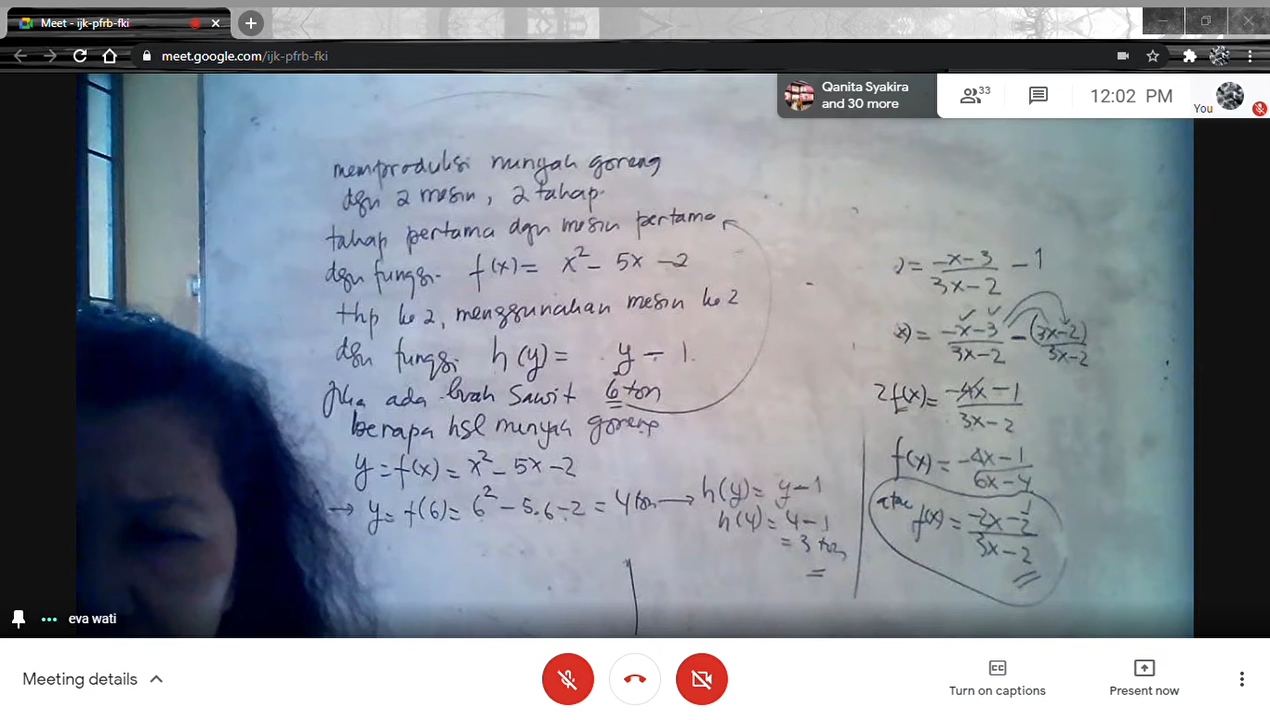 Meet - ijk-pfrb-fki
meet.google.com/ijk-pfrb-fki
Qanita Syakira
and 30 more
33
12:02 PM
You
memproduksi minyak goreng
dgn 2 mesin, 2 tahap
tahap pertama dgn mesin pertama
dgn fungsi f(x) = x² - 5x - 2
thp ke 2, menggunakan mesin ke 2
dgn fungsi h(y) = y - 1
Jika ada buah sawit 6 ton
berapa hsl minyak goreng
y = f(x) = x² - 5x - 2
→ y = f(6) = 6² - 5.6 - 2 = 4 ton → h(y) = y - 1
h(4) = 4 - 1
= 3 ton
) = (-x-3)/(3x-2) - 1
x) = (-x-3)/(3x-2) - (3x-2)/(3x-2)
2f(x) = (-4x-1)/(3x-2)
f(x) = (-4x-1)/(6x-4)
atau f(x) = (-2x-½)/(3x-2)
eva wati
Meeting details
Turn on captions
Present now